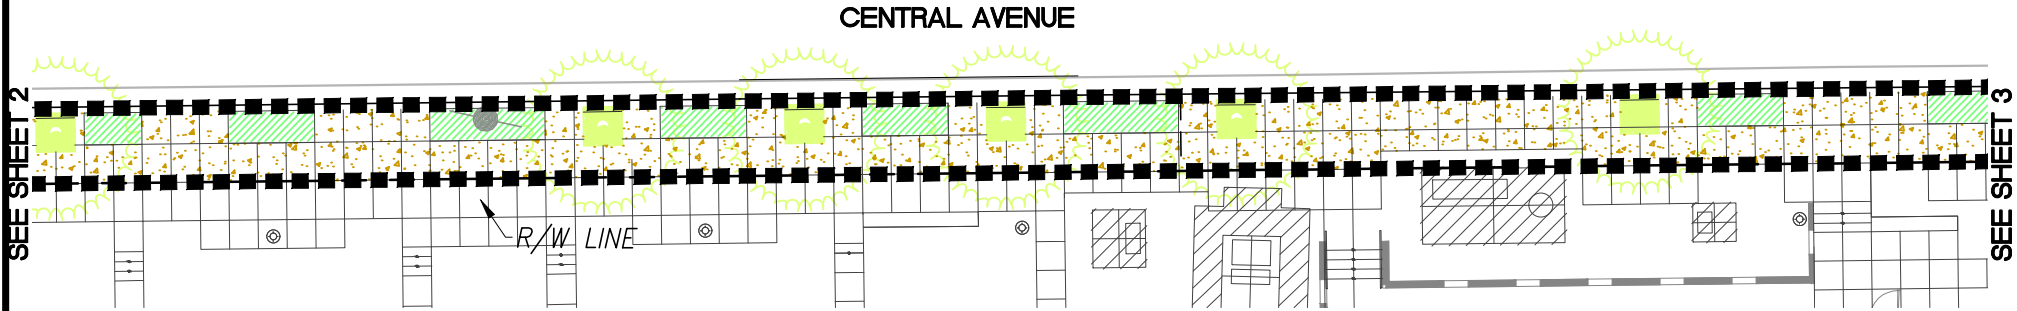 CENTRAL AVENUE
SEE SHEET 2
R/W LINE
SEE SHEET 3